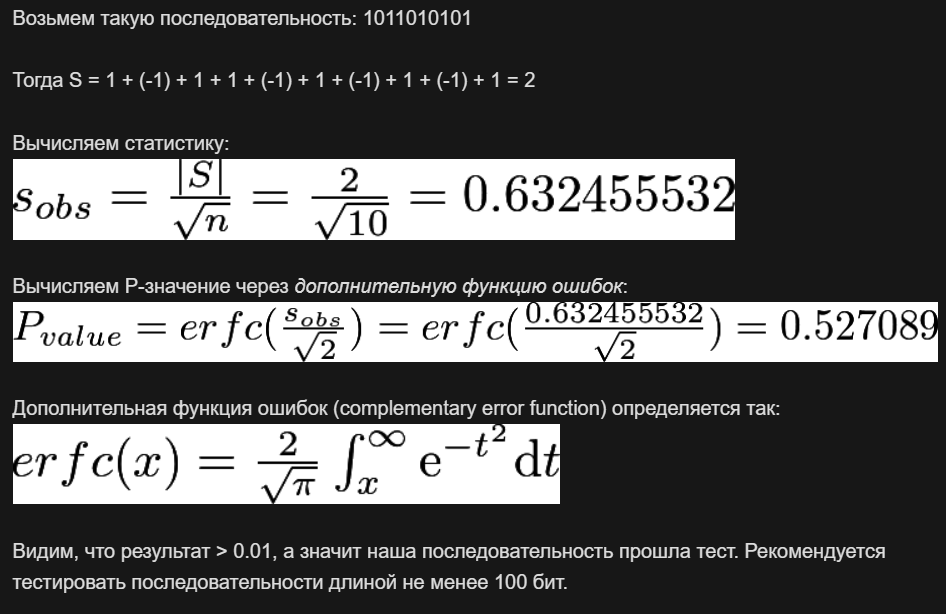 Возьмем такую последовательность: 1011010101
Тогда S = 1 + (-1) + 1 + 1 + (-1) + 1 + (-1) + 1 + (-1) + 1 = 2
Вычисляем статистику:
s_{obs} = \frac{|S|}{\sqrt{n}} = \frac{2}{\sqrt{10}} = 0.632455532
Вычисляем P-значение через дополнительную функцию ошибок:
P_{value} = erfc(\frac{s_{obs}}{\sqrt{2}}) = erfc(\frac{0.632455532}{\sqrt{2}}) = 0.527089
Дополнительная функция ошибок (complementary error function) определяется так:
erfc(x) = \frac{2}{\sqrt{\pi}} \int_{x}^{\infty} e^{-t^2} dt
Видим, что результат > 0.01, а значит наша последовательность прошла тест. Рекомендуется
тестировать последовательности длиной не менее 100 бит.